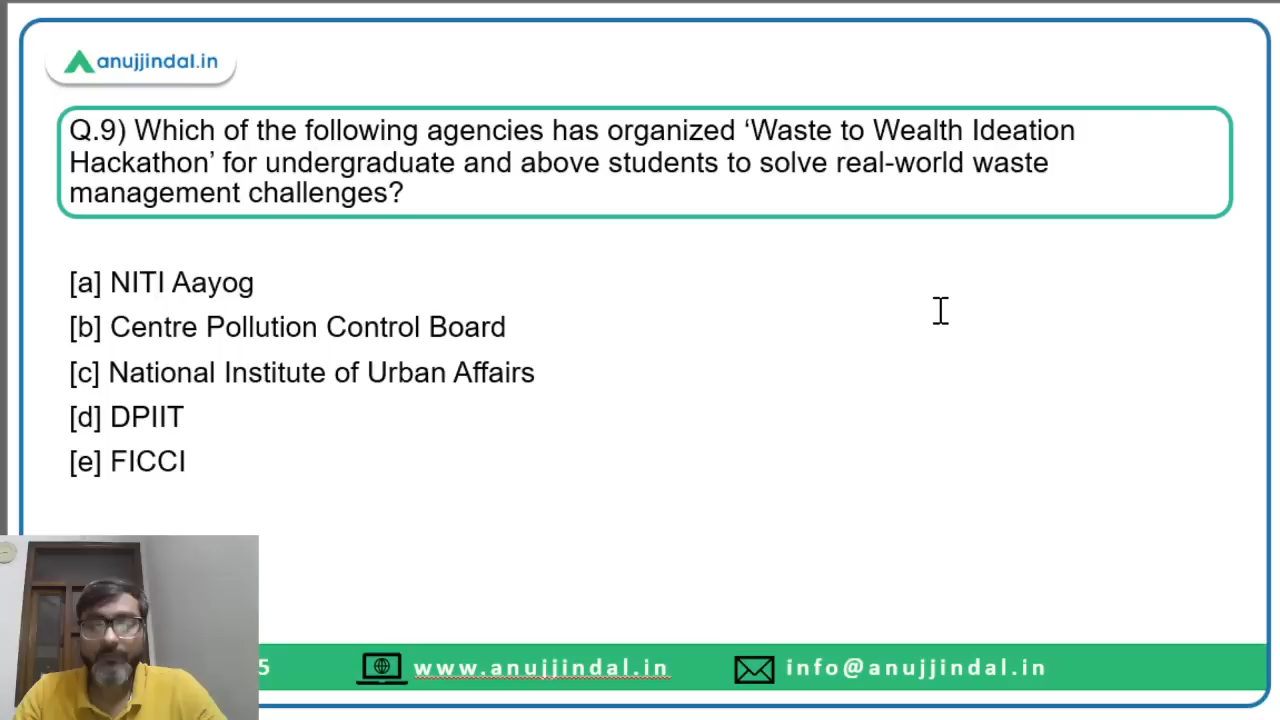 anujjindal.in
Q.9) Which of the following agencies has organized ‘Waste to Wealth Ideation
Hackathon’ for undergraduate and above students to solve real-world waste
management challenges?
[a] NITI Aayog
[b] Centre Pollution Control Board
[c] National Institute of Urban Affairs
[d] DPIIT
[e] FICCI
5
www.anujjindal.in
info@anujjindal.in